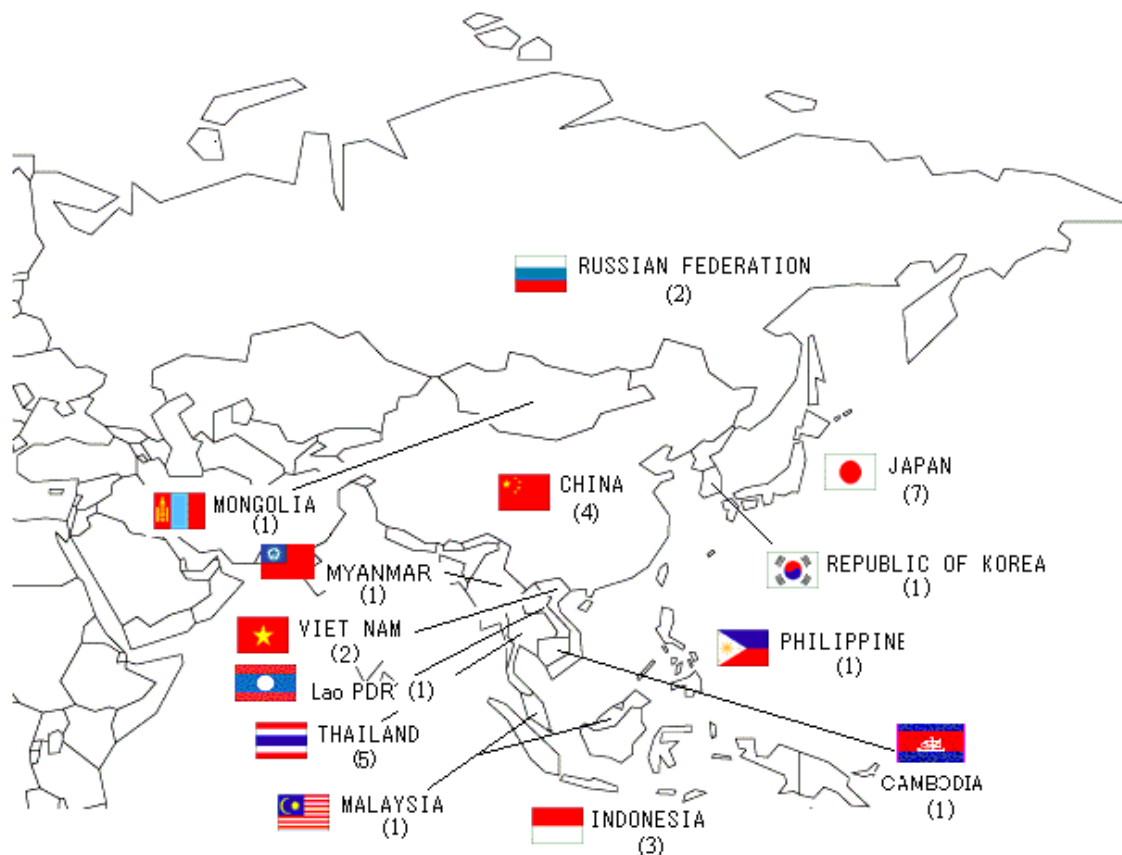 RUSSIAN FEDERATION
(2)
JAPAN
(7)
CHINA
(4)
MONGOLIA
(1)
REPUBLIC OF KOREA
(1)
MYANMAR
(1)
VIET NAM
(2)
PHILIPPINE
(1)
Lao PDR (1)
THAILAND
(5)
CAMBODIA
(1)
MALAYSIA
(1)
INDONESIA
(3)